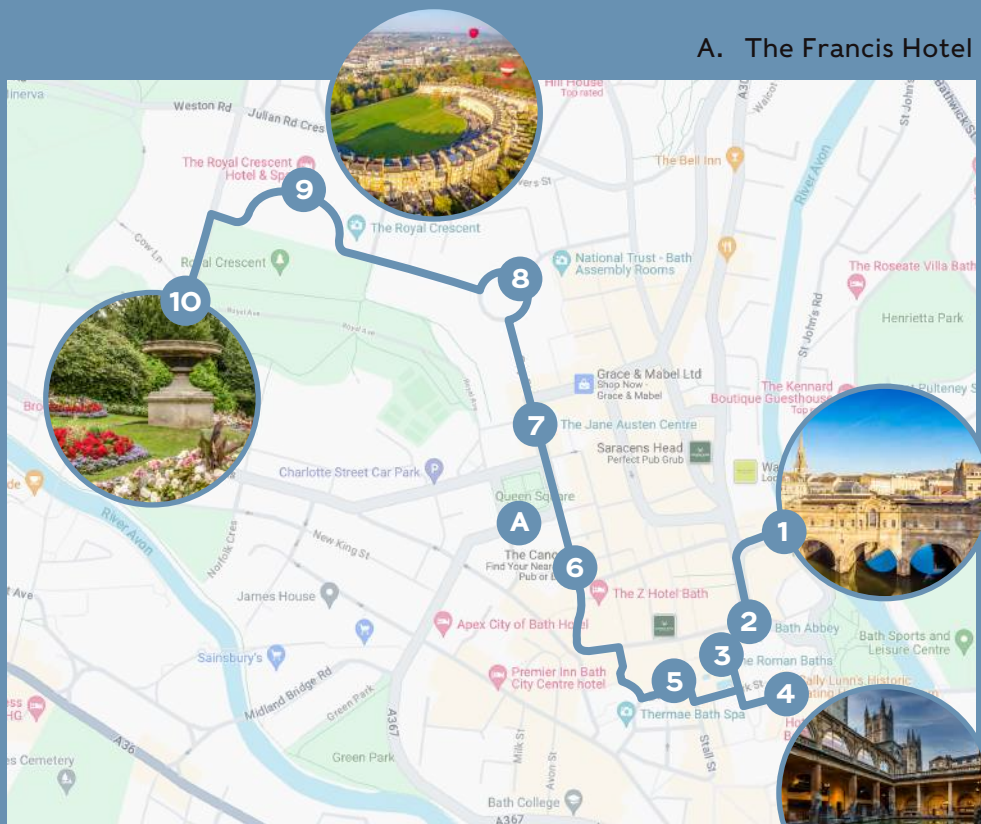 A. The Francis Hotel
Minerva
Weston Rd
Julian Rd
Cres
Hill House
Top rated
Walcot
St John's
Bathwick St
River Avon
The Royal Crescent
Hotel &
The Bell Inn
9
The Royal Crescent
Cow Ln
Royal Crescent
8
National Trust - Bath
Assembly Rooms
The Roseate Villa Bath
10
Royal Ave
Royal Ave
Royal Ave
St John's Rd
Henrietta Park
Grace & Mabel Ltd
Shop Now -
Grace & Mabel
The Kennard
Boutique Guesthouse
Top
Pulteney
7
The Jane Austen Centre
Saracens Head
Perfect Pub Grub
Charlotte Street Car Park
P
Queen Square
A
1
River Avon
Norfolk Cres
New King St
The
Find Your
Pub or
6
James House
The Z Hotel Bath
2
Bath Abbey
Apex City of Bath Hotel
Bath Sports and
Leisure Centre
Sainsbury's
3
Roman Baths
Premier Inn Bath
City Centre hotel
5
4
Sally Lunn's Historic
Midland Bridge Rd
Green Park
A367
Thermae Bath Spa
Stall St
A36
Milk St
Avon St
Green Park
Cemetery
Bath College
A367